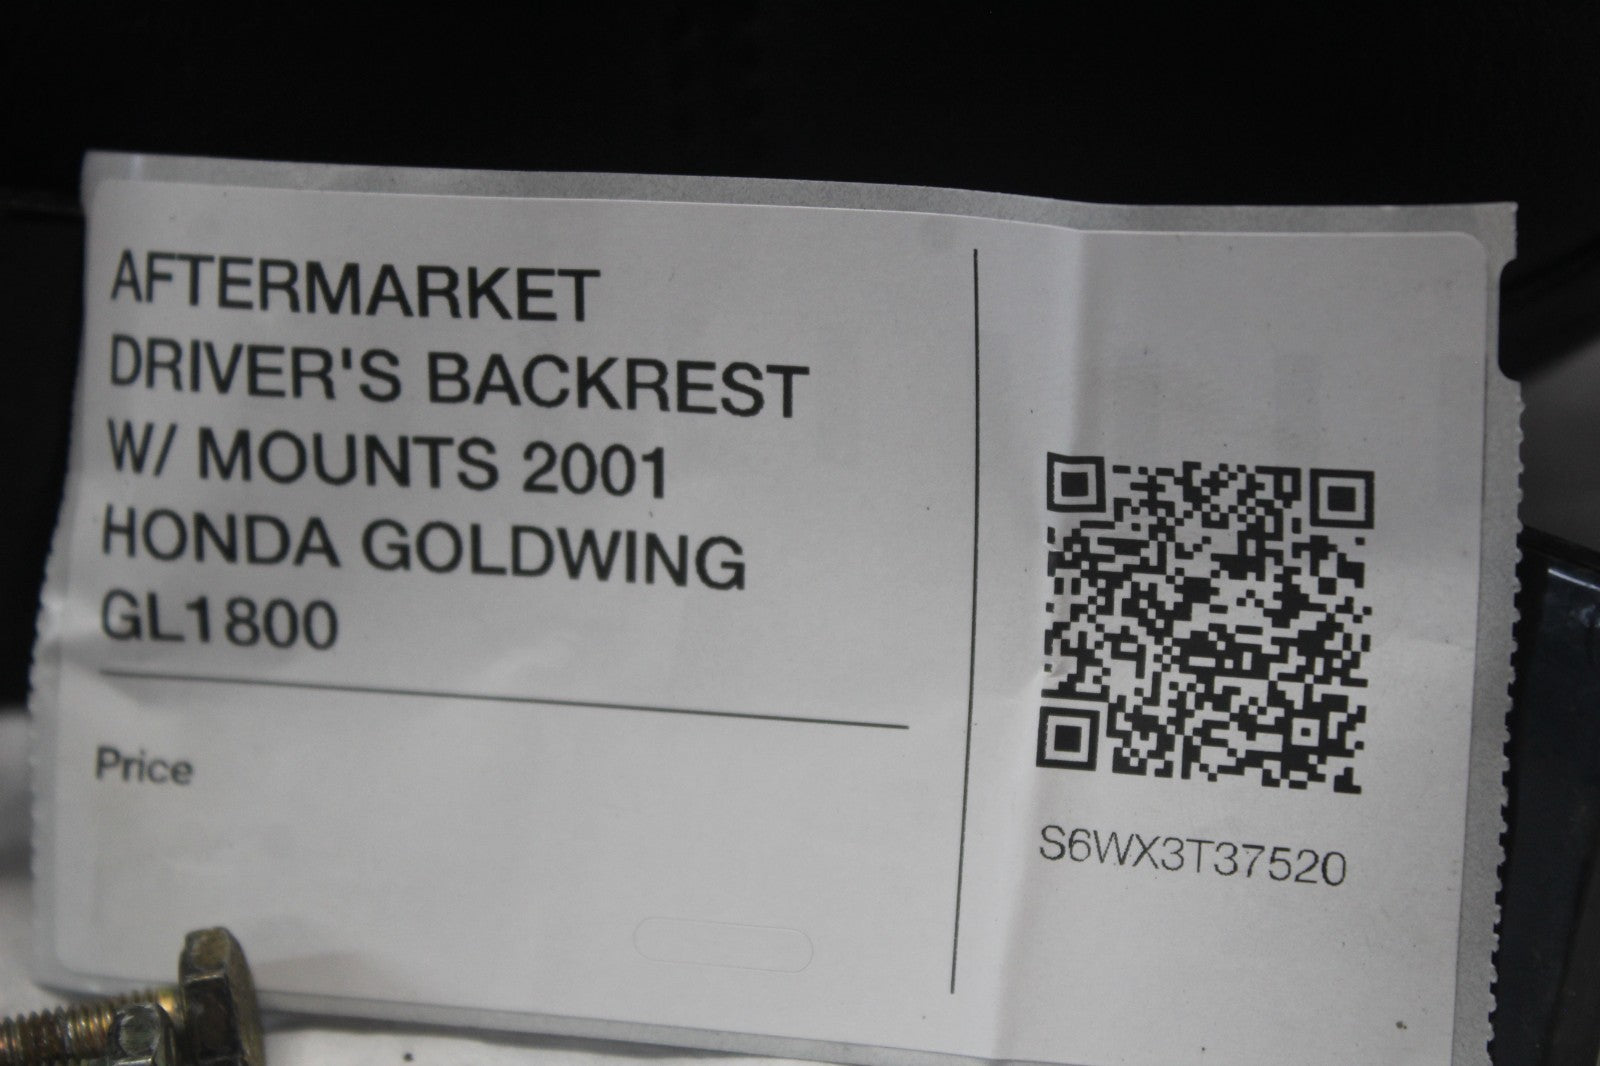 AFTERMARKET
DRIVER'S BACKREST
W/ MOUNTS 2001
HONDA GOLDWING
GL1800
Price
S6WX3T37520